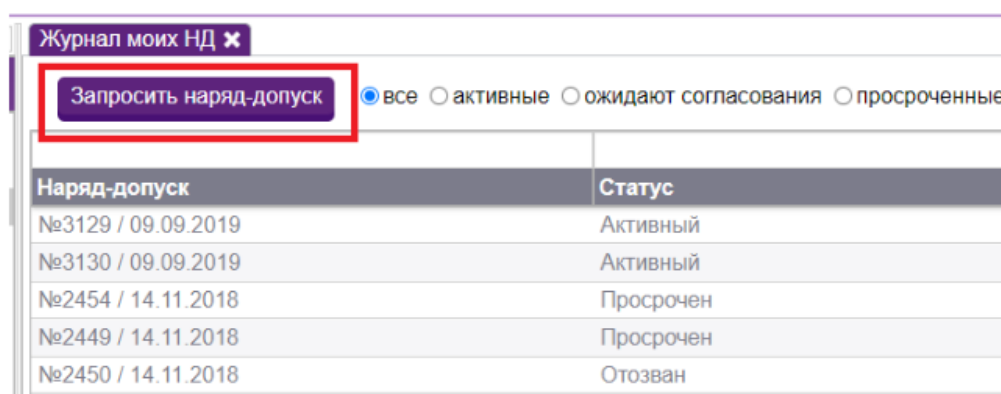 Журнал моих НД ✖
Запросить наряд-допуск все активные ожидают согласования просроченные
Наряд-допуск Статус
№3129 / 09.09.2019 Активный
№3130 / 09.09.2019 Активный
№2454 / 14.11.2018 Просрочен
№2449 / 14.11.2018 Просрочен
№2450 / 14.11.2018 Отозван